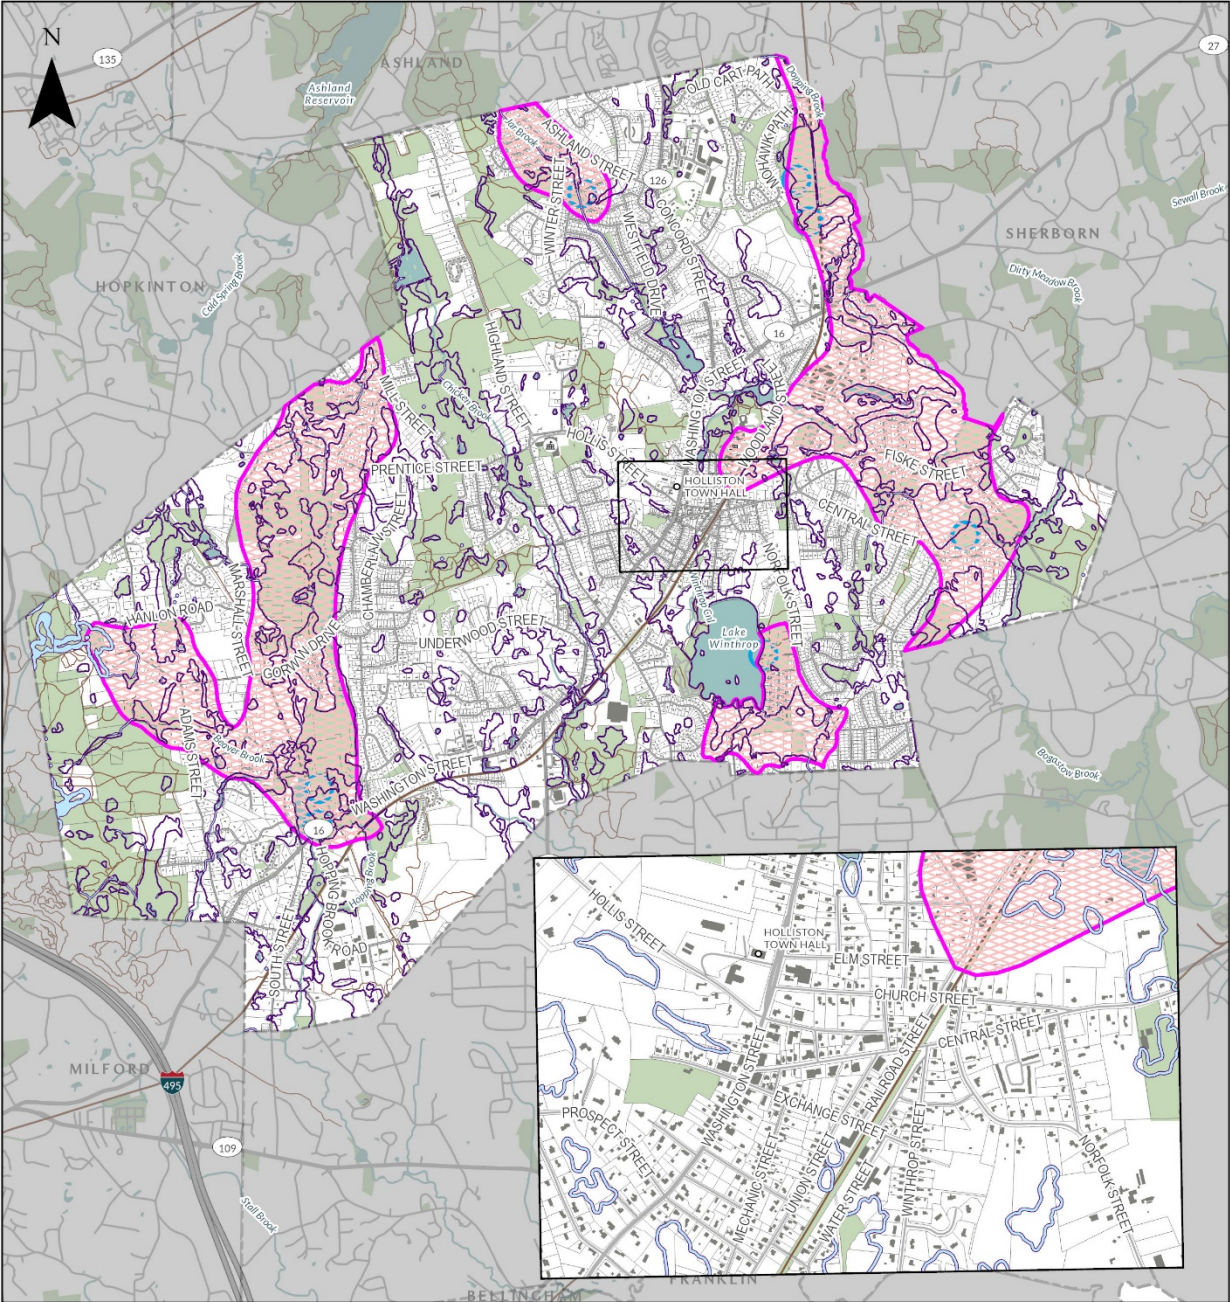 N
135
ASHLAND
27
Ashland
Reservoir
OLD CART PATH
Dopping Brook
ASHLAND STREET
MOHAWK PATH
126
WINTER STREET
CONCORD STREET
WESTFIELD DRIVE
Sewall Brook
SHERBORN
HOPKINTON
Cold Spring Brook
Dirty Meadow Brook
16
HIGHLAND STREET
WASHINGTON STREET
WOODLAND STREET
MILL STREET
Chicken Brook
HOLLIS STREET
PRENTICE STREET
FISKE STREET
HOLLISTON
TOWN HALL
CENTRAL STREET
CHAMBERLAIN STREET
NORFOLK STREET
MARSHALL STREET
HANLON ROAD
UNDERWOOD STREET
Lake
Winthrop
GORWIN DRIVE
ADAMS STREET
Bogastow Brook
WASHINGTON STREET
16
HOPPING BROOK
ROAD
Hopping Brook
SOUTH STREET
MILFORD
495
109
Stall Brook
HOLLIS STREET
HOLLISTON
TOWN HALL
ELM STREET
CHURCH STREET
CENTRAL STREET
RAILROAD STREET
WASHINGTON STREET
EXCHANGE STREET
PROSPECT STREET
MECHANIC STREET
UNION STREET
WATER STREET
WINTHROP STREET
NORFOLK STREET
FRANKLIN
BELLINGHAM